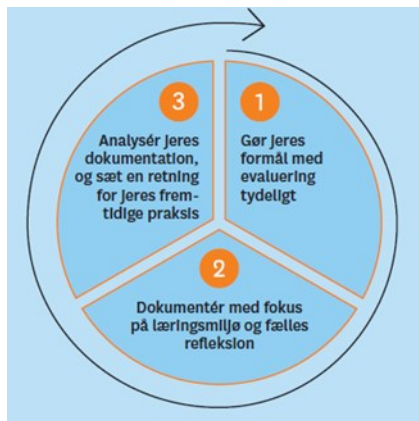 1
Gør jeres
formål med
evaluering
tydeligt
2
Dokumentér med fokus
på læringsmiljø og fælles
refleksion
3
Analysér jeres
dokumentation,
og sæt en retning
for jeres frem-
tidige praksis